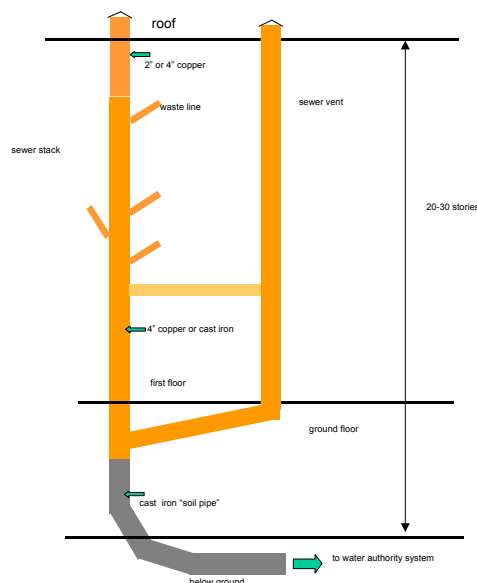 roof
2” or 4” copper
sewer vent
waste line
sewer stack
20-30 stories
4” copper or cast iron
first floor
ground floor
cast iron “soil pipe”
to water authority system
below ground